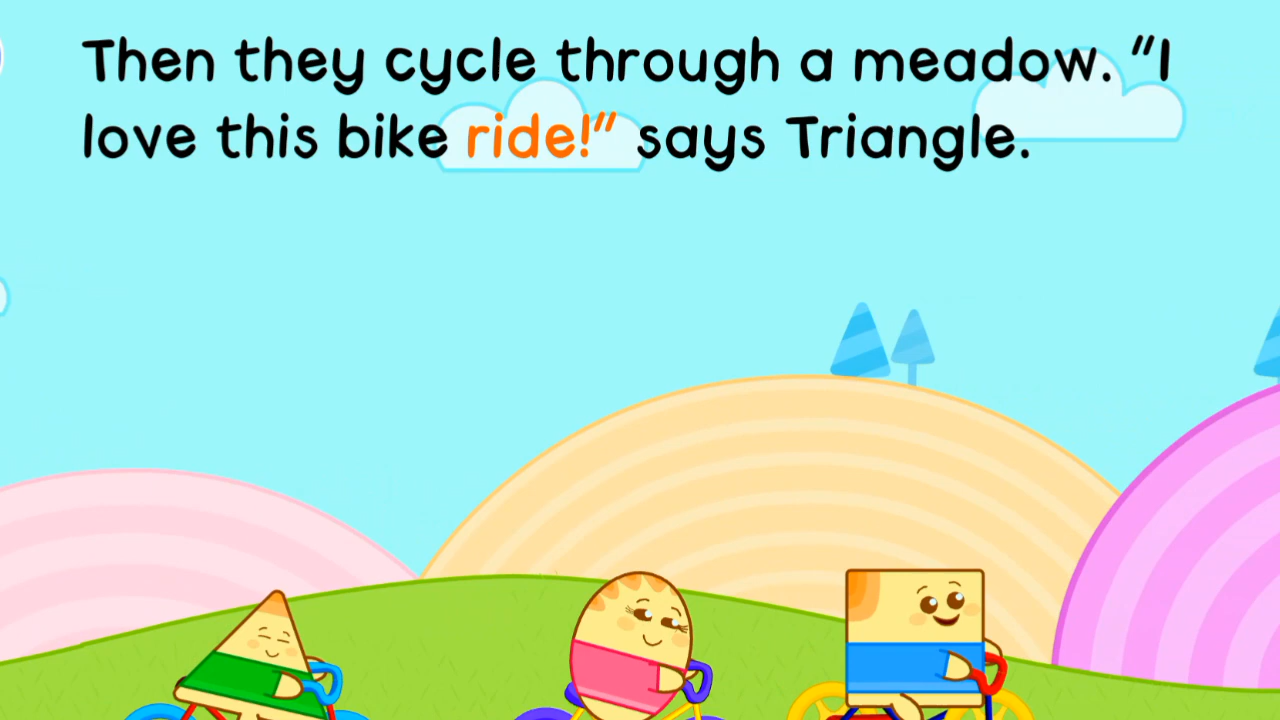 Then they cycle through a meadow. "I
love this bike ride!" says Triangle.